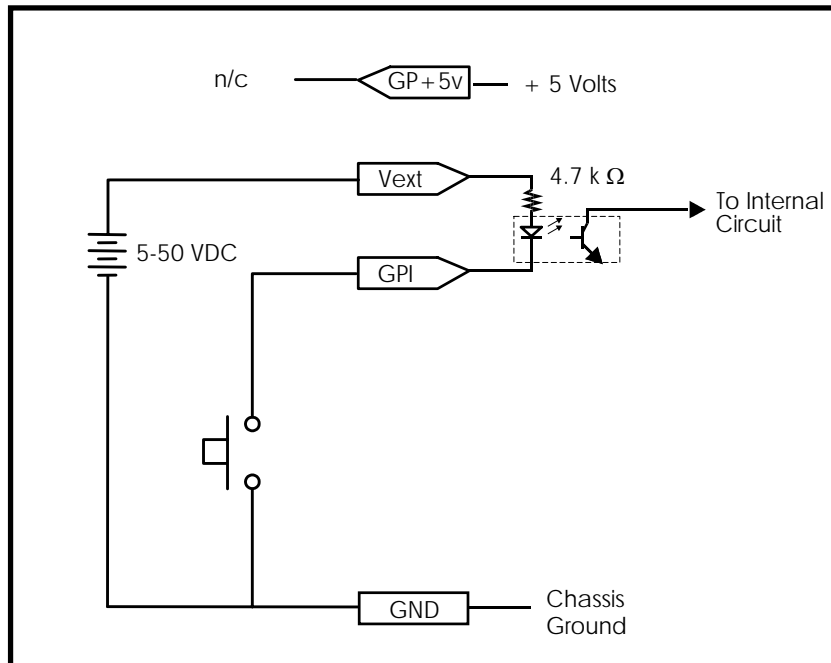 n/c
GP+5v
+ 5 Volts
Vext
4.7 k Ω
To Internal
Circuit
5-50 VDC
GPI
GND
Chassis
Ground